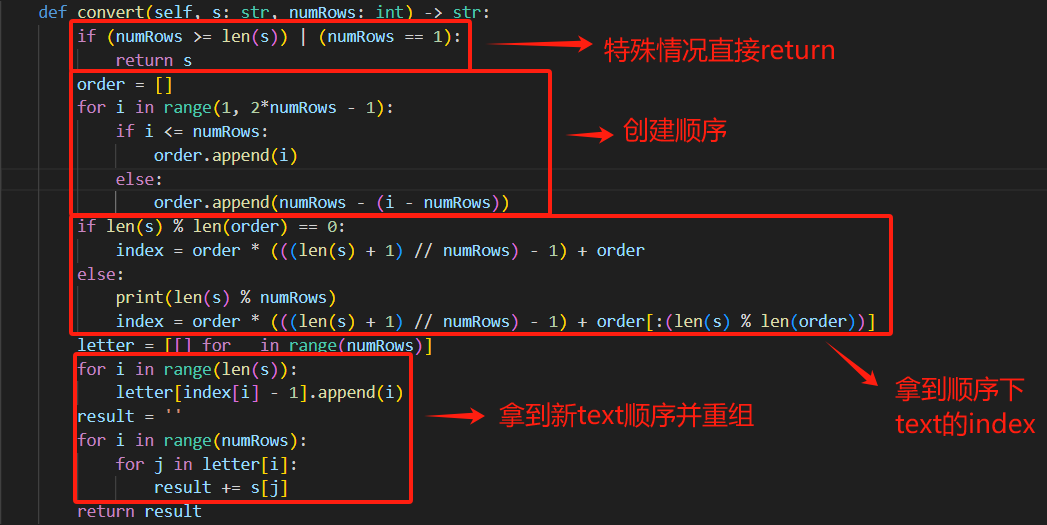 def convert(self, s: str, numRows: int) -> str:
if (numRows >= len(s)) | (numRows == 1):
return s
特殊情况直接return
order = []
for i in range(1, 2*numRows - 1):
if i <= numRows:
order.append(i)
else:
order.append(numRows - (i - numRows))
创建顺序
if len(s) % len(order) == 0:
index = order * (((len(s) + 1) // numRows) - 1) + order
else:
print(len(s) % numRows)
index = order * (((len(s) + 1) // numRows) - 1) + order[:(len(s) % len(order))]
拿到顺序下
text的index
letter = [[] for _ in range(numRows)]
for i in range(len(s)):
letter[index[i] - 1].append(i)
result = ''
for i in range(numRows):
for j in letter[i]:
result += s[j]
拿到新text顺序并重组
return result